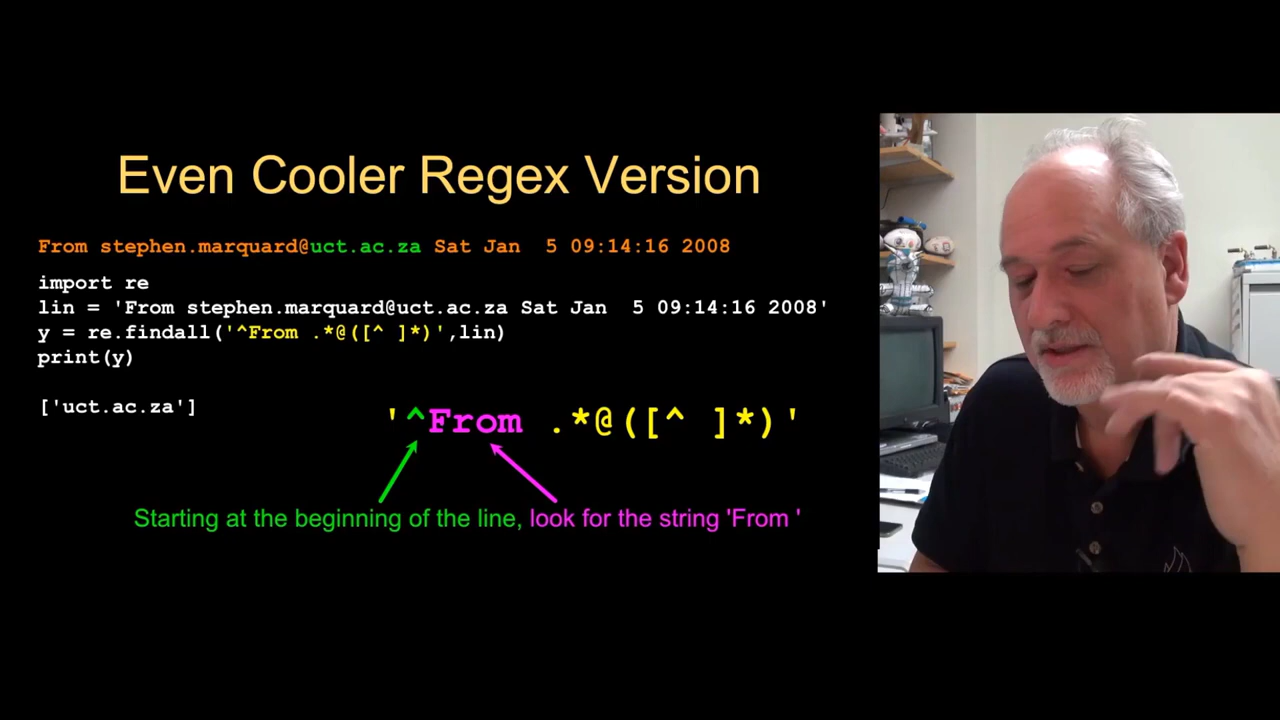 Even Cooler Regex Version
From stephen.marquard@uct.ac.za Sat Jan  5 09:14:16 2008
import re
lin = 'From stephen.marquard@uct.ac.za Sat Jan  5 09:14:16 2008'
y = re.findall('^From .*@([^ ]*)',lin)
print(y)
['uct.ac.za']
'^From .*@([^ ]*)'
Starting at the beginning of the line, look for the string 'From '